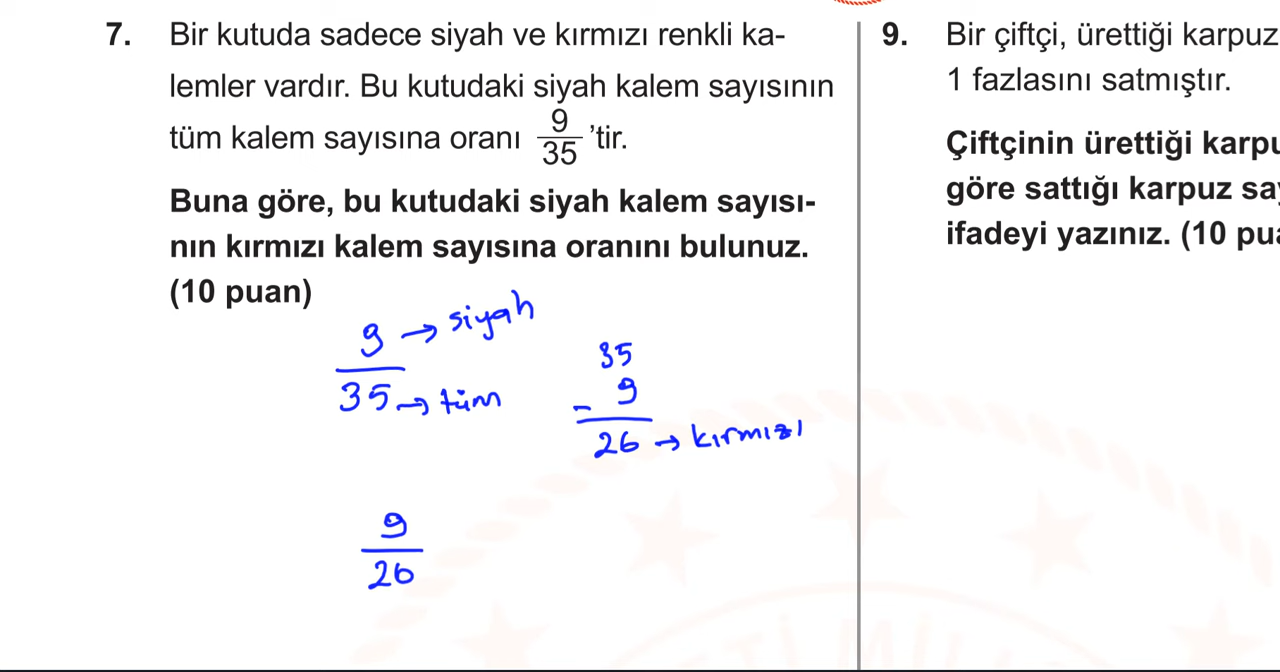 7. Bir kutuda sadece siyah ve kırmızı renkli ka-
lemler vardır. Bu kutudaki siyah kalem sayısının
tüm kalem sayısına oranı 9/35 'tir.
Buna göre, bu kutudaki siyah kalem sayısı-
nın kırmızı kalem sayısına oranını bulunuz.
(10 puan)
9 → siyah
35 → tüm
35
- 9
26 → kırmızı
9
26
9. Bir çiftçi, ürettiği karpuz
1 fazlasını satmıştır.
Çiftçinin ürettiği karpu
göre sattığı karpuz sa
ifadeyi yazınız. (10 pua